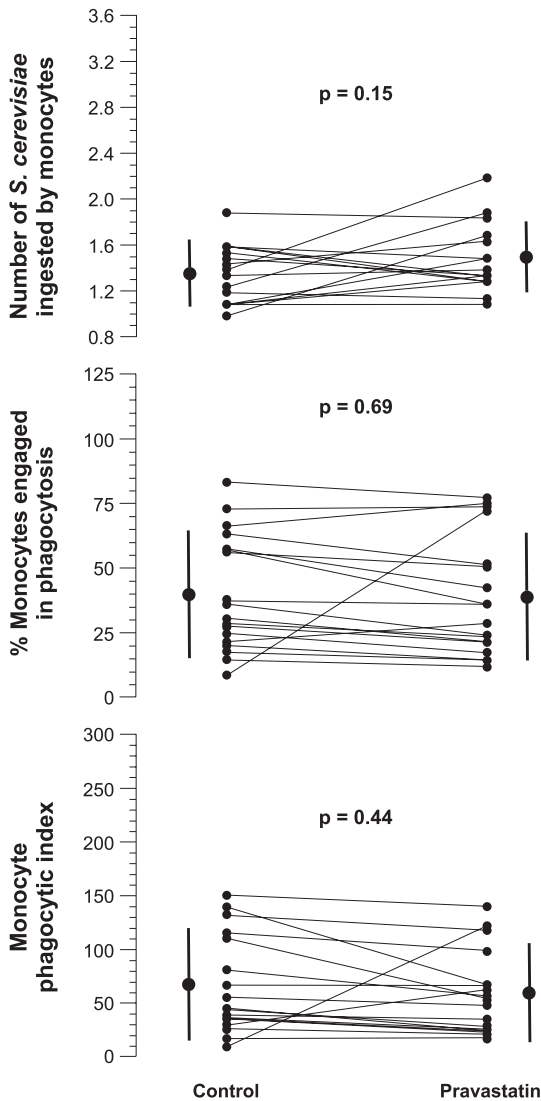 Number of S. cerevisiae
ingested by monocytes
3.6
3.2
2.8
2.4
2.0
1.6
1.2
0.8
p = 0.15
% Monocytes engaged
in phagocytosis
125
100
75
50
25
0
p = 0.69
Monocyte
phagocytic index
300
250
200
150
100
50
0
p = 0.44
Control Pravastatin